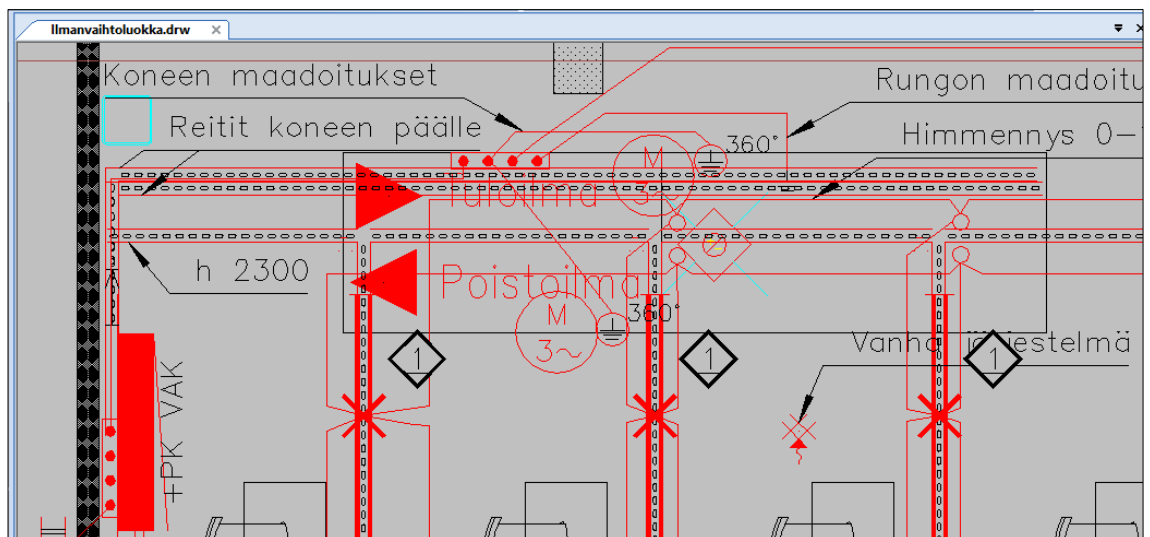 Ilmanvaihtoluokka.drw
Koneen maadoitukset
Rungon maadoitu
Reitit koneen päälle
360°
Himmennys 0-
M
3~
Tuloilma
h 2300
Poistoilma
M
3~
360°
1
1
1
Vanha järjestelmä
+PK VAK